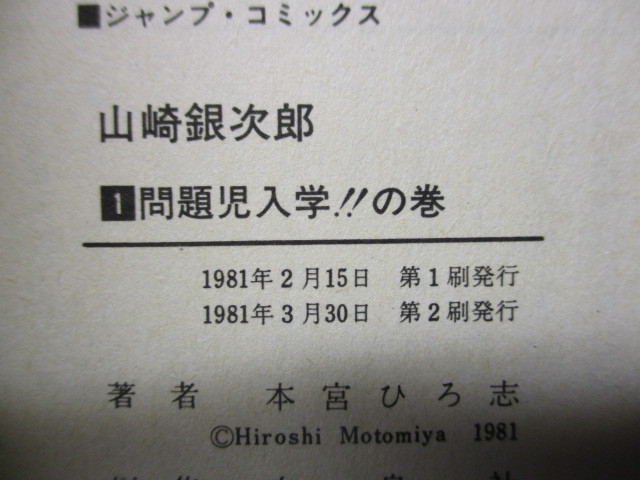 ■ジャンプ・コミックス
山崎銀次郎
1問題児入学!!の巻
1981年2月15日 第1刷発行
1981年3月30日 第2刷発行
著者 本宮ひろ志
©Hiroshi Motomiya 1981